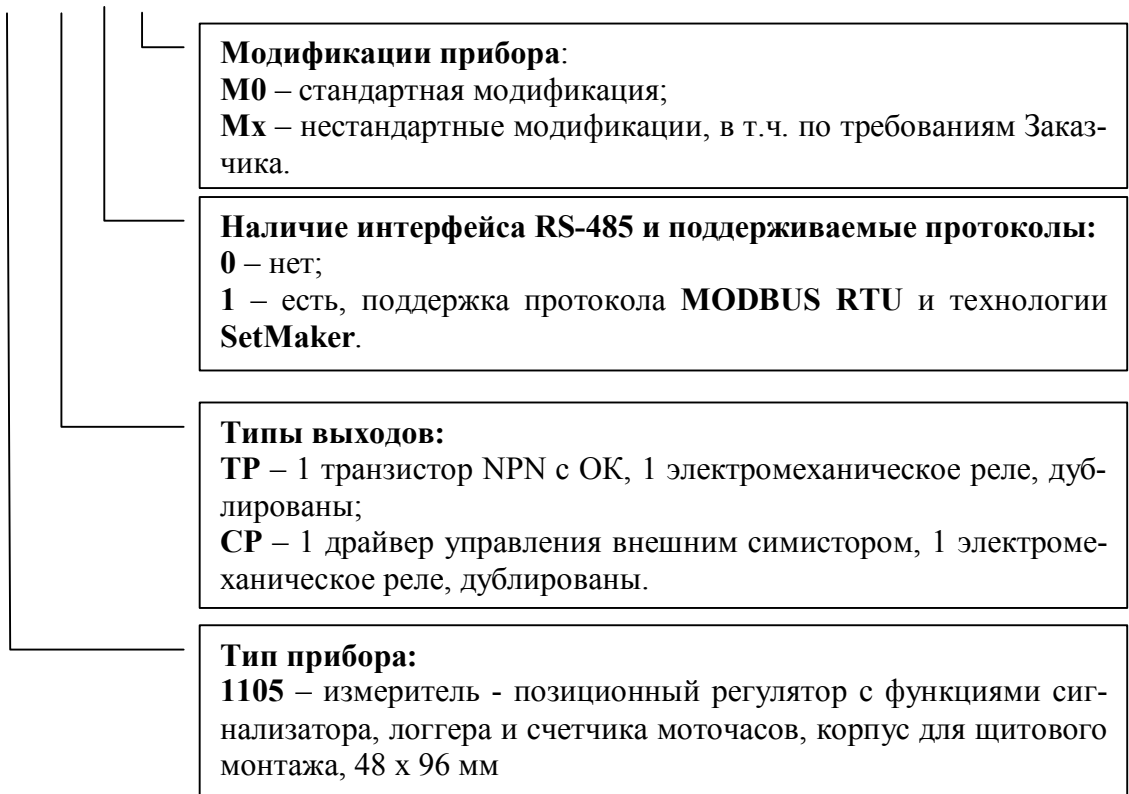 Модификации прибора:
М0 – стандартная модификация;
Мх – нестандартные модификации, в т.ч. по требованиям Заказ-
чика.
Наличие интерфейса RS-485 и поддерживаемые протоколы:
0 – нет;
1 – есть, поддержка протокола MODBUS RTU и технологии
SetMaker.
Типы выходов:
ТР – 1 транзистор NPN с ОК, 1 электромеханическое реле, дуб-
лированы;
СР – 1 драйвер управления внешним симистором, 1 электроме-
ханическое реле, дублированы.
Тип прибора:
1105 – измеритель - позиционный регулятор с функциями сиг-
нализатора, логгера и счетчика моточасов, корпус для щитового
монтажа, 48 х 96 мм